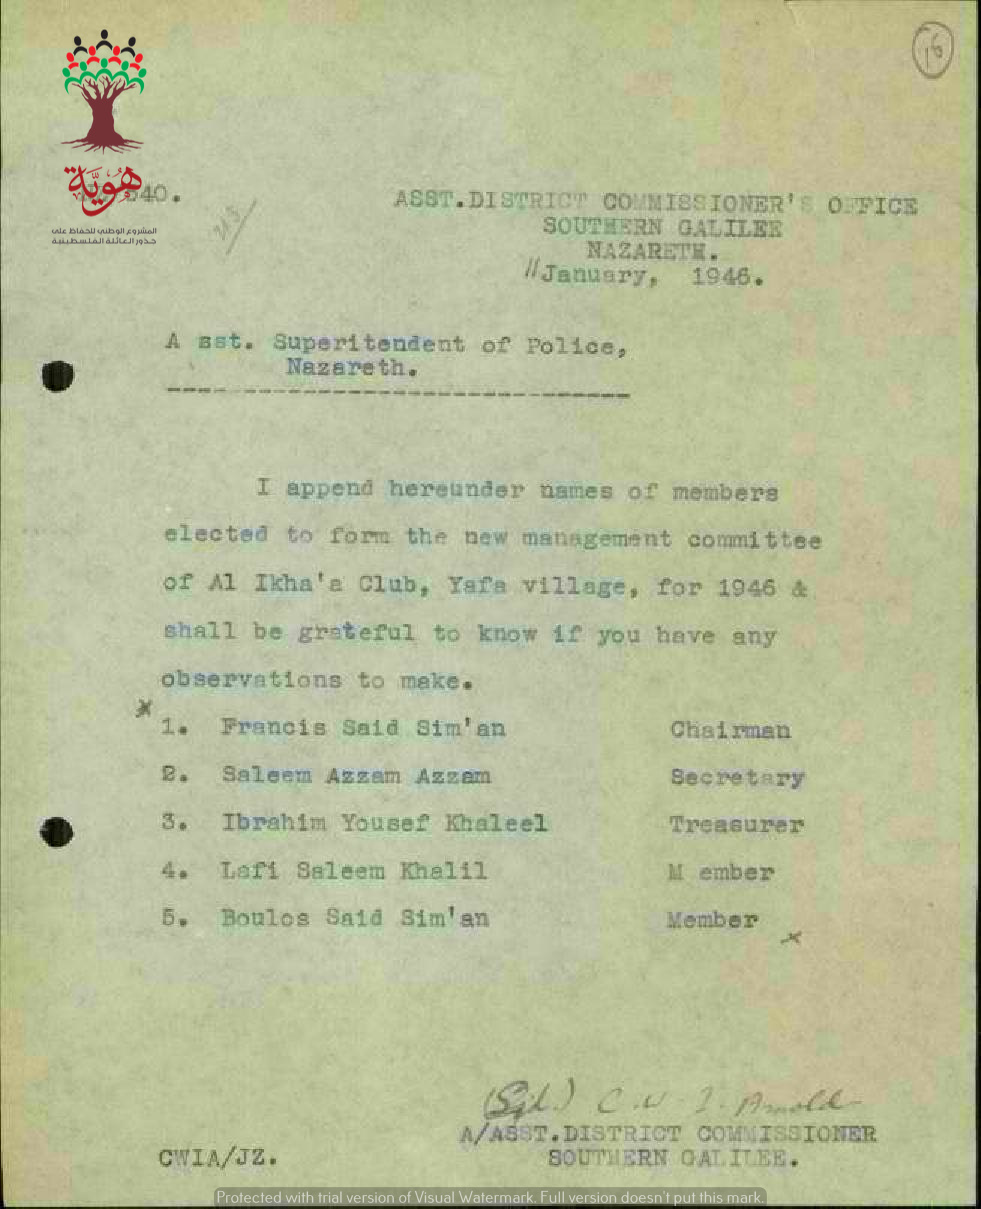 16
هوية
المشروع الوطني للحفاظ على
جذور العائلة الفلسطينية
640.
ASST.DISTRICT COMMISSIONER'S OFFICE
SOUTHERN GALILEE
NAZARETH.
11 January, 1946.
A sst. Superitendent of Police,
Nazareth.
I append hereunder names of members
elected to form the new management committee
of Al Ikha'a Club, Yafa village, for 1946 &
shall be grateful to know if you have any
observations to make.
1. Francis Said Sim'an Chairman
2. Saleem Azzam Azzam Secretary
3. Ibrahim Yousef Khaleel Treasurer
4. Lafi Saleem Khalil M ember
5. Boulos Said Sim'an Member
(Sgd.) C.W.I. Arnold
A/ASST.DISTRICT COMMISSIONER
SOUTHERN GALILEE.
CWIA/JZ.
Protected with trial version of Visual Watermark. Full version doesn't put this mark.